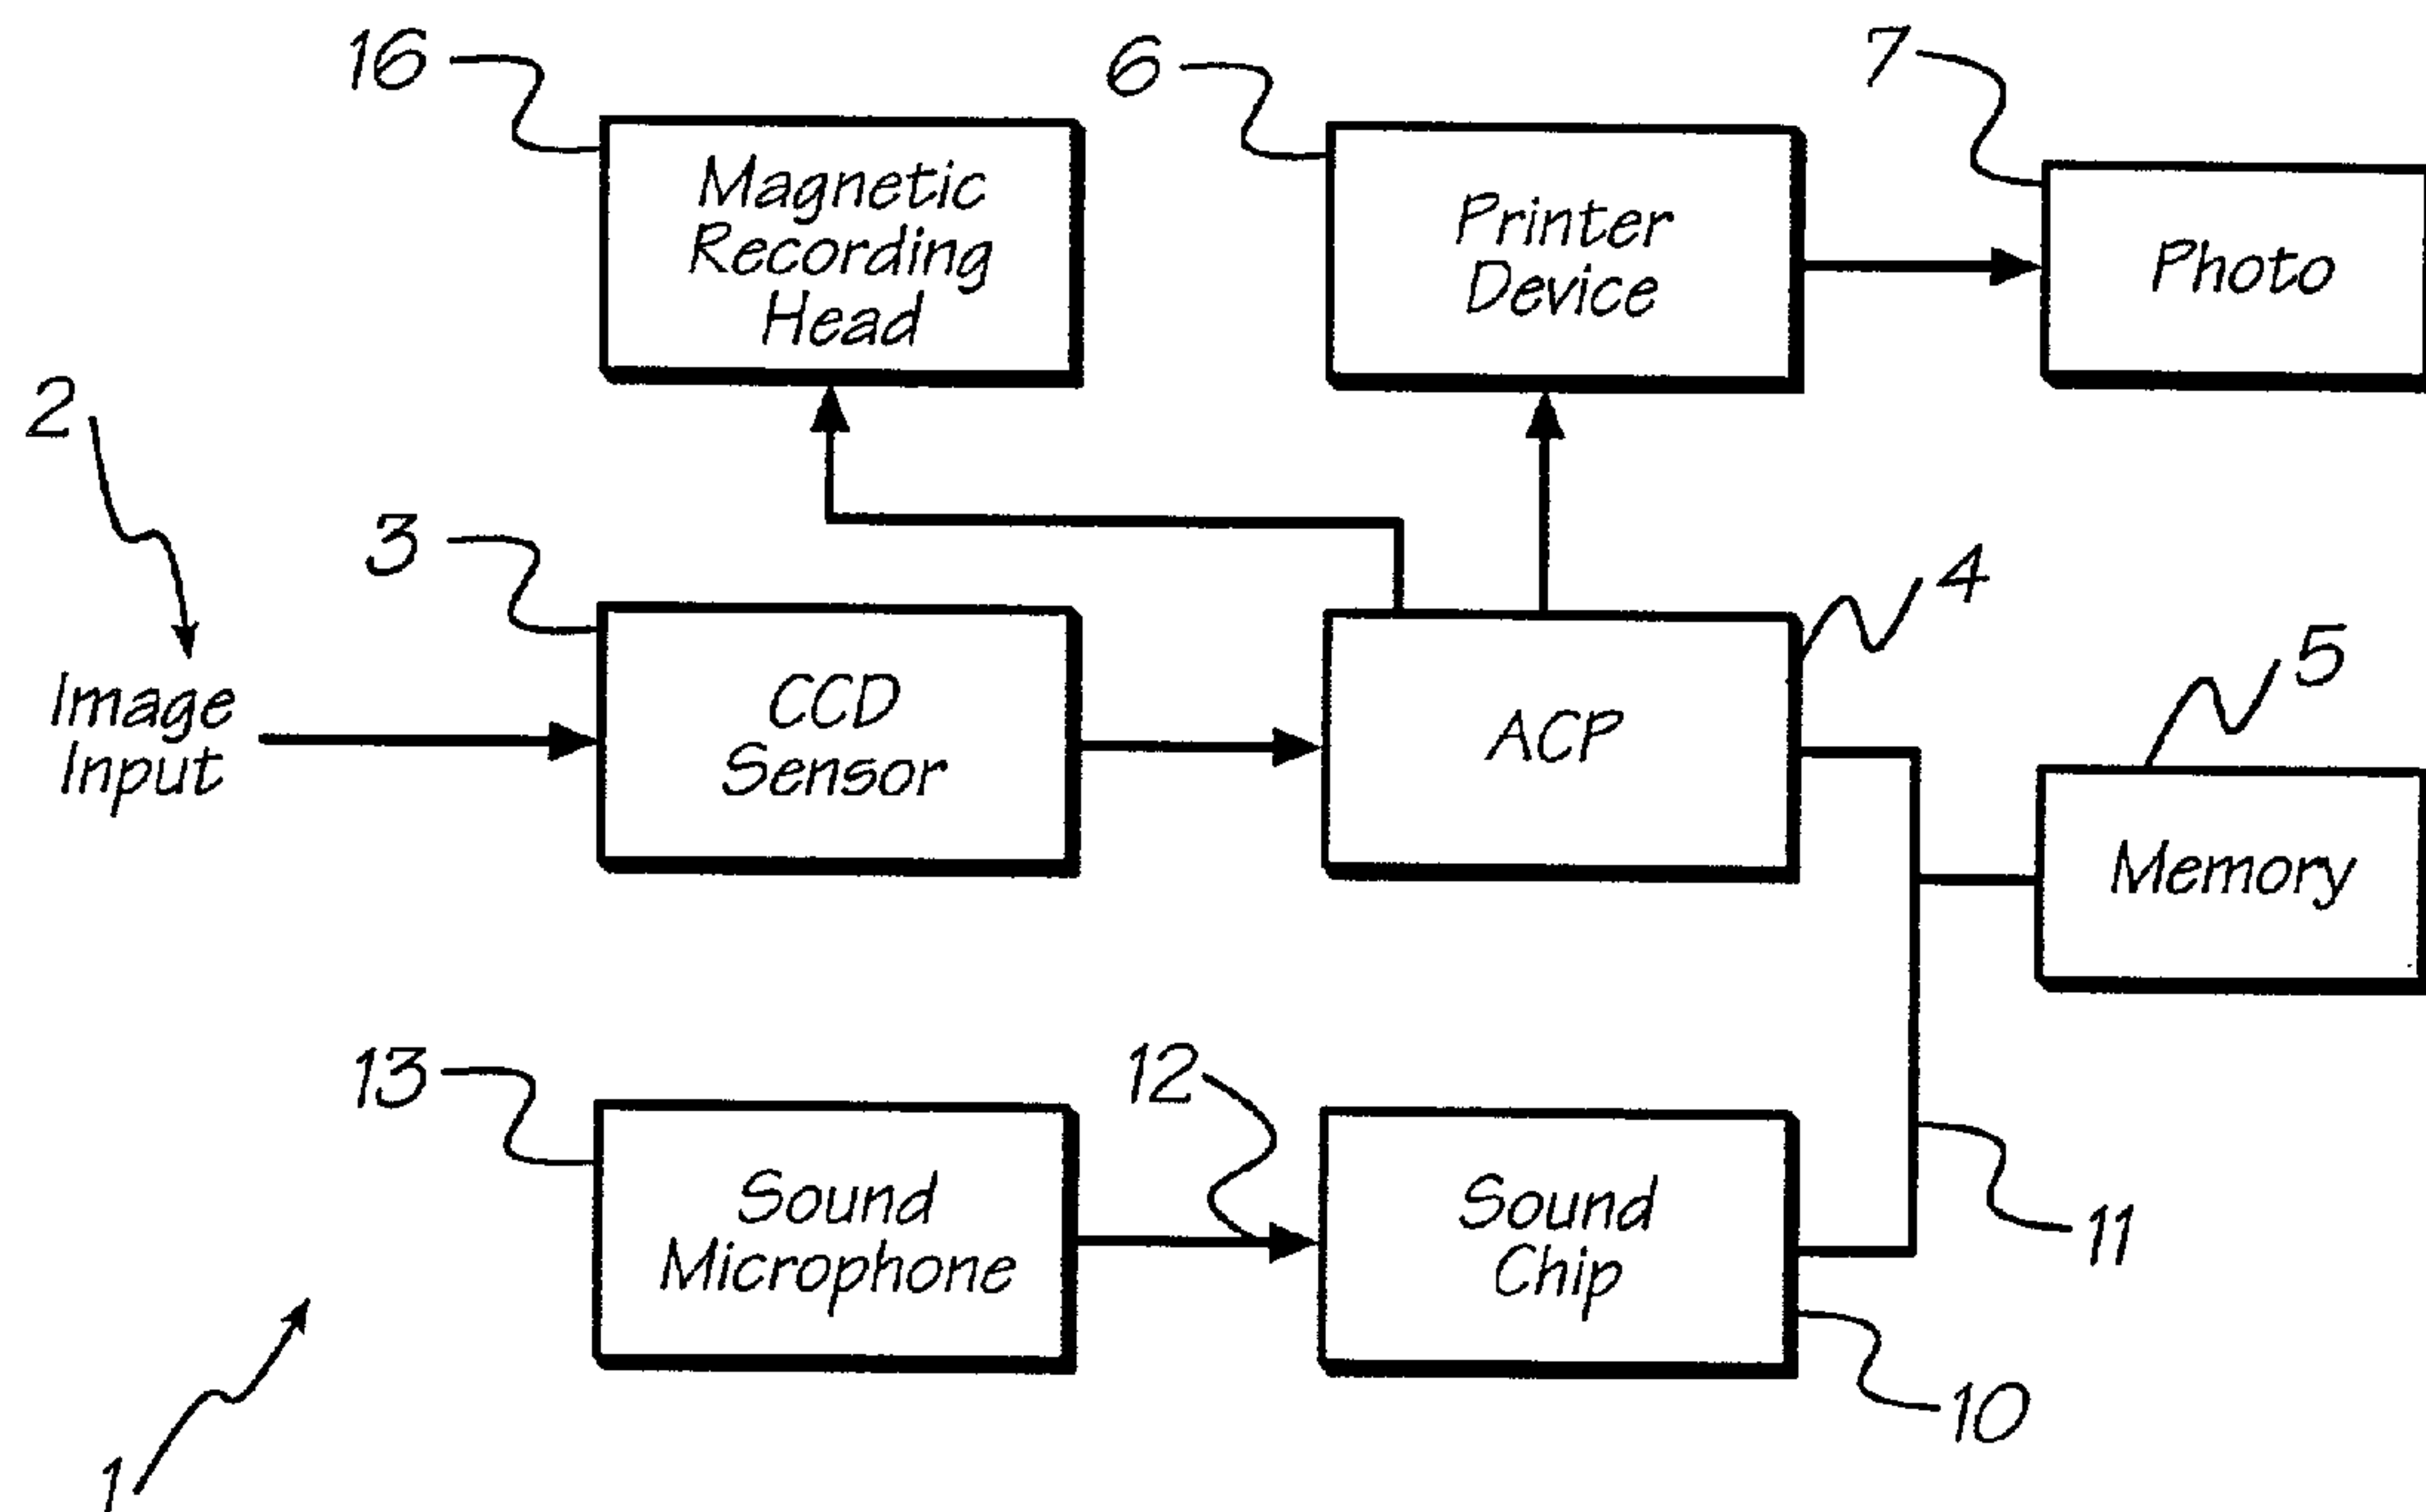 16
6
7
Magnetic
Recording
Head
Printer
Device
Photo
2
3
4
5
Image
Input
CCD
Sensor
ACP
Memory
13
12
11
Sound
Microphone
Sound
Chip
10
1